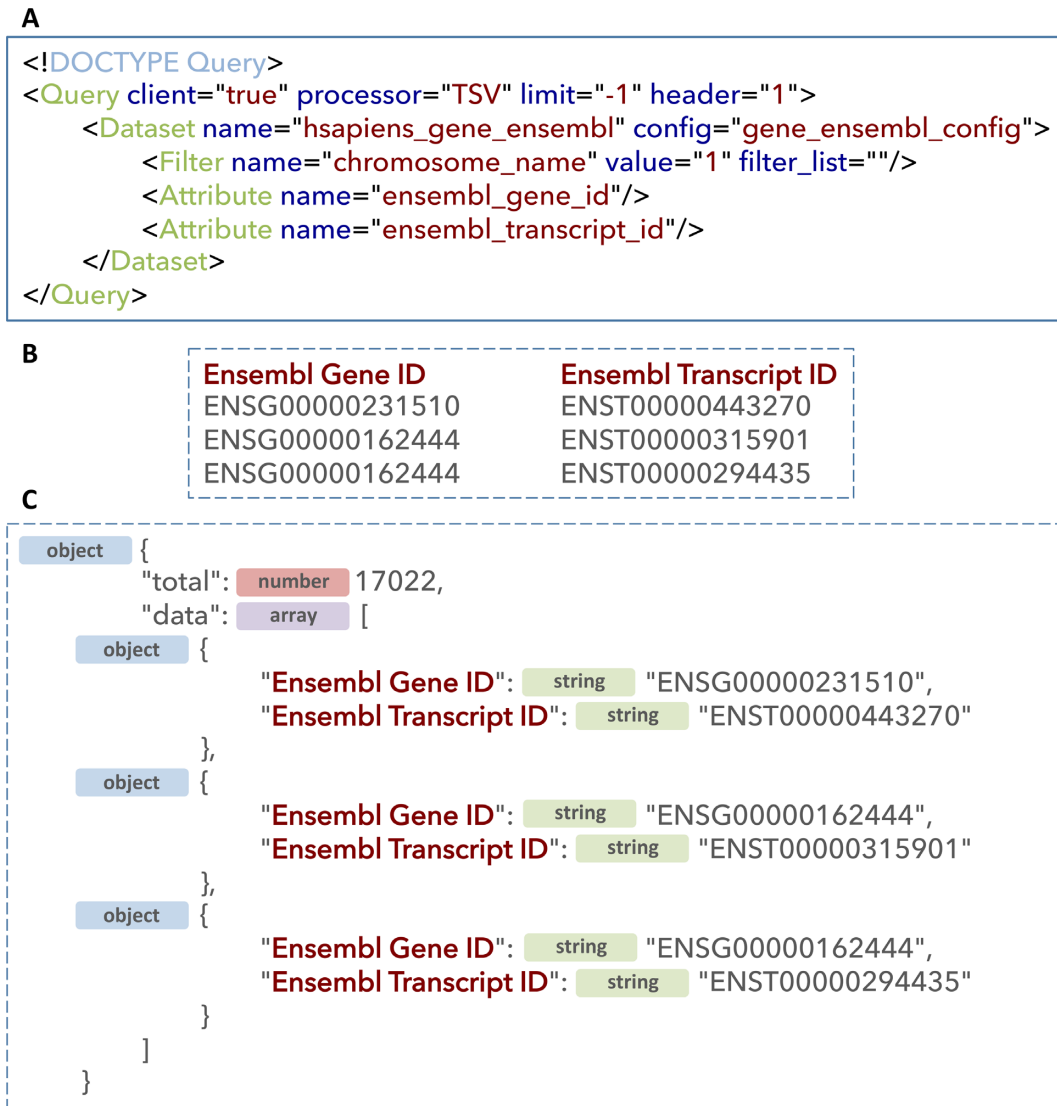 A
<!DOCTYPE Query>
<Query client="true" processor="TSV" limit="-1" header="1">
<Dataset name="hsapiens_gene_ensembl" config="gene_ensembl_config">
<Filter name="chromosome_name" value="1" filter_list=""/>
<Attribute name="ensembl_gene_id"/>
<Attribute name="ensembl_transcript_id"/>
</Dataset>
</Query>
B
Ensembl Gene ID Ensembl Transcript ID
ENSG00000231510 ENST00000443270
ENSG00000162444 ENST00000315901
ENSG00000162444 ENST00000294435
C
object {
"total": number 17022,
"data": array [
object {
"Ensembl Gene ID": string "ENSG00000231510",
"Ensembl Transcript ID": string "ENST00000443270"
},
object {
"Ensembl Gene ID": string "ENSG00000162444",
"Ensembl Transcript ID": string "ENST00000315901"
},
object {
"Ensembl Gene ID": string "ENSG00000162444",
"Ensembl Transcript ID": string "ENST00000294435"
}
]
}